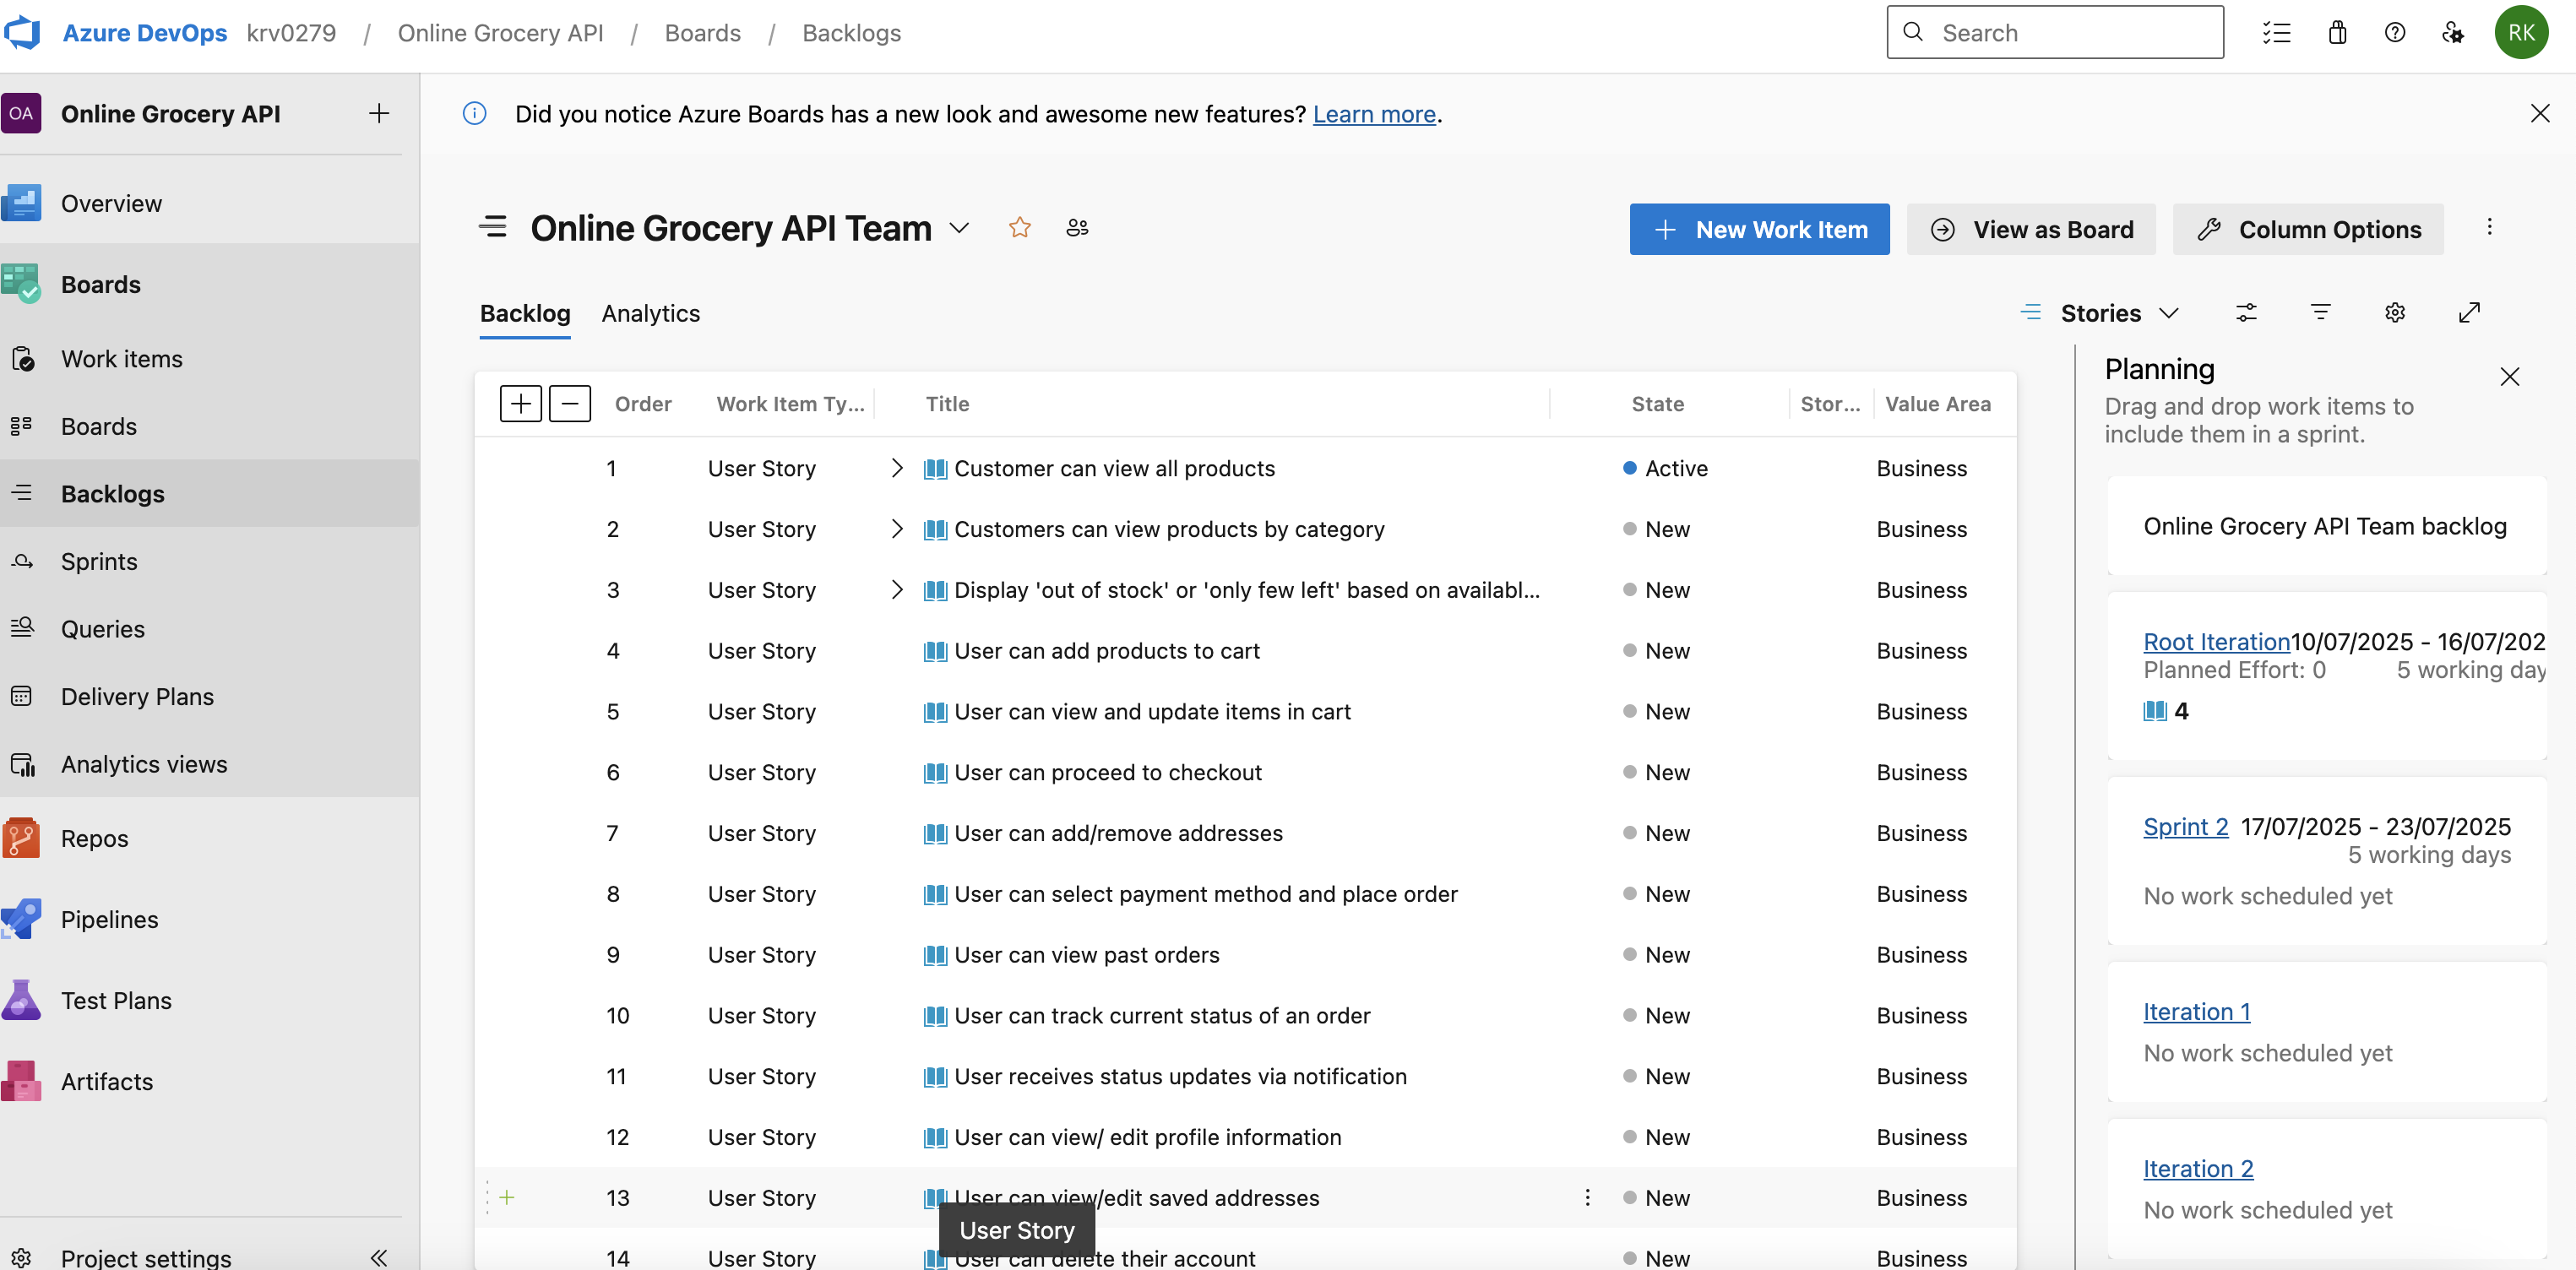 Azure DevOps krv0279 / Online Grocery API / Boards / Backlogs
Search
RK
OA Online Grocery API
Overview
Boards
Work items
Boards
Backlogs
Sprints
Queries
Delivery Plans
Analytics views
Repos
Pipelines
Test Plans
Artifacts
Project settings
Did you notice Azure Boards has a new look and awesome new features? Learn more.
Online Grocery API Team
New Work Item
View as Board
Column Options
Backlog Analytics
Stories
Order Work Item Ty... Title State Stor... Value Area
1 User Story Customer can view all products Active Business
2 User Story Customers can view products by category New Business
3 User Story Display 'out of stock' or 'only few left' based on availabl... New Business
4 User Story User can add products to cart New Business
5 User Story User can view and update items in cart New Business
6 User Story User can proceed to checkout New Business
7 User Story User can add/remove addresses New Business
8 User Story User can select payment method and place order New Business
9 User Story User can view past orders New Business
10 User Story User can track current status of an order New Business
11 User Story User receives status updates via notification New Business
12 User Story User can view/ edit profile information New Business
13 User Story User can view/edit saved addresses New Business
User Story
14 User Story User can delete their account New Business
Planning
Drag and drop work items to
include them in a sprint.
Online Grocery API Team backlog
Root Iteration 10/07/2025 - 16/07/202
Planned Effort: 0 5 working day
4
Sprint 2 17/07/2025 - 23/07/2025
5 working days
No work scheduled yet
Iteration 1
No work scheduled yet
Iteration 2
No work scheduled yet